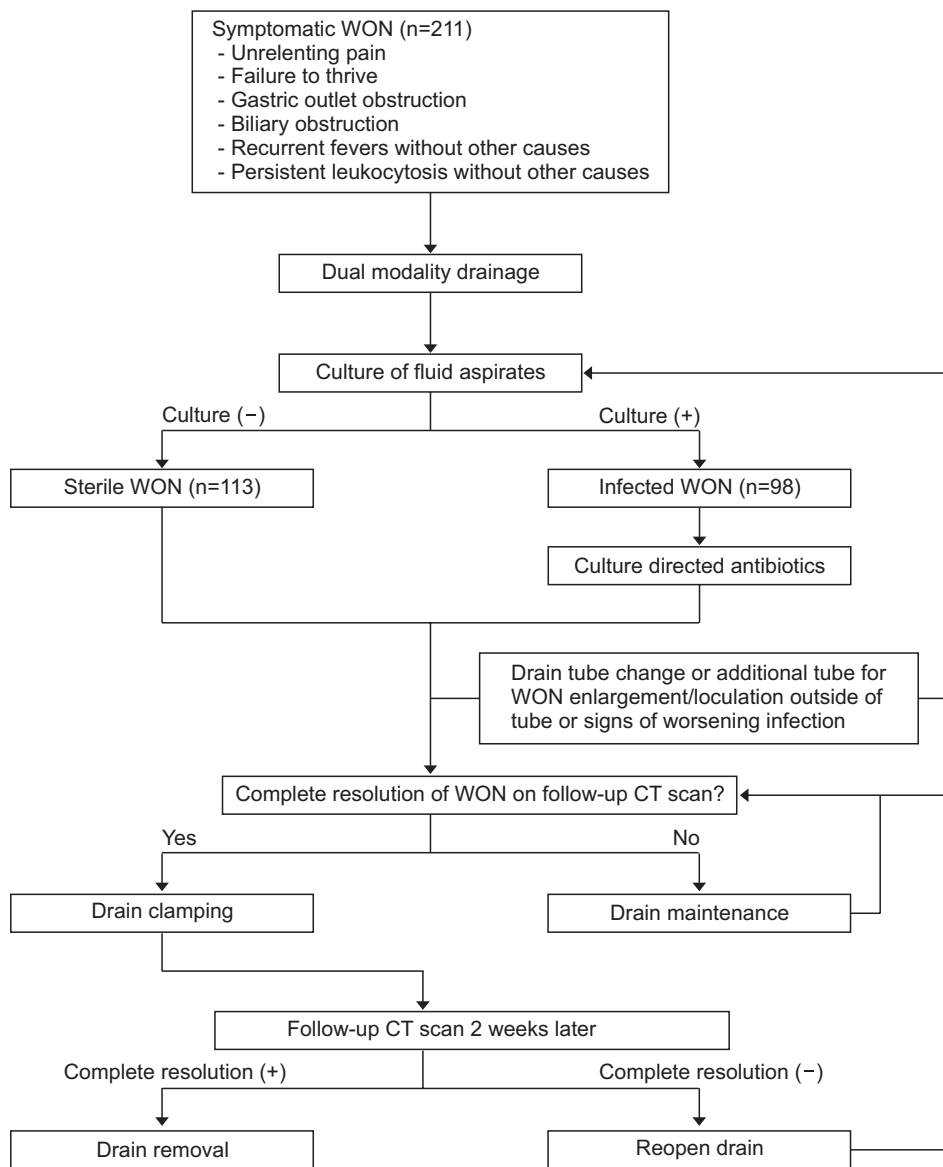 Symptomatic WON (n=211)
- Unrelenting pain
- Failure to thrive
- Gastric outlet obstruction
- Biliary obstruction
- Recurrent fevers without other causes
- Persistent leukocytosis without other causes
Dual modality drainage
Culture of fluid aspirates
Culture (−)
Culture (+)
Sterile WON (n=113)
Infected WON (n=98)
Culture directed antibiotics
Drain tube change or additional tube for
WON enlargement/loculation outside of
tube or signs of worsening infection
Complete resolution of WON on follow-up CT scan?
Yes
No
Drain clamping
Drain maintenance
Follow-up CT scan 2 weeks later
Complete resolution (+)
Complete resolution (−)
Drain removal
Reopen drain